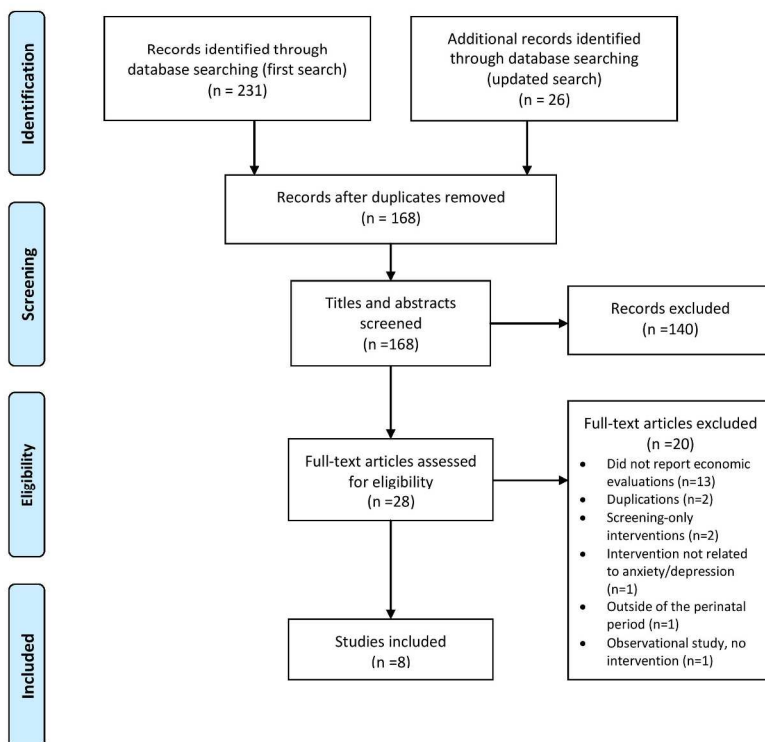 Identification
Records identified through
database searching (first search)
(n = 231)
Additional records identified
through database searching
(updated search)
(n = 26)
Records after duplicates removed
(n = 168)
Screening
Titles and abstracts
screened
(n =168)
Records excluded
(n =140)
Eligibility
Full-text articles assessed
for eligibility
(n =28)
Full-text articles excluded
(n =20)
• Did not report economic
evaluations (n=13)
• Duplications (n=2)
• Screening-only
interventions (n=2)
• Intervention not related
to anxiety/depression
(n=1)
• Outside of the perinatal
period (n=1)
• Observational study, no
intervention (n=1)
Included
Studies included
(n =8)